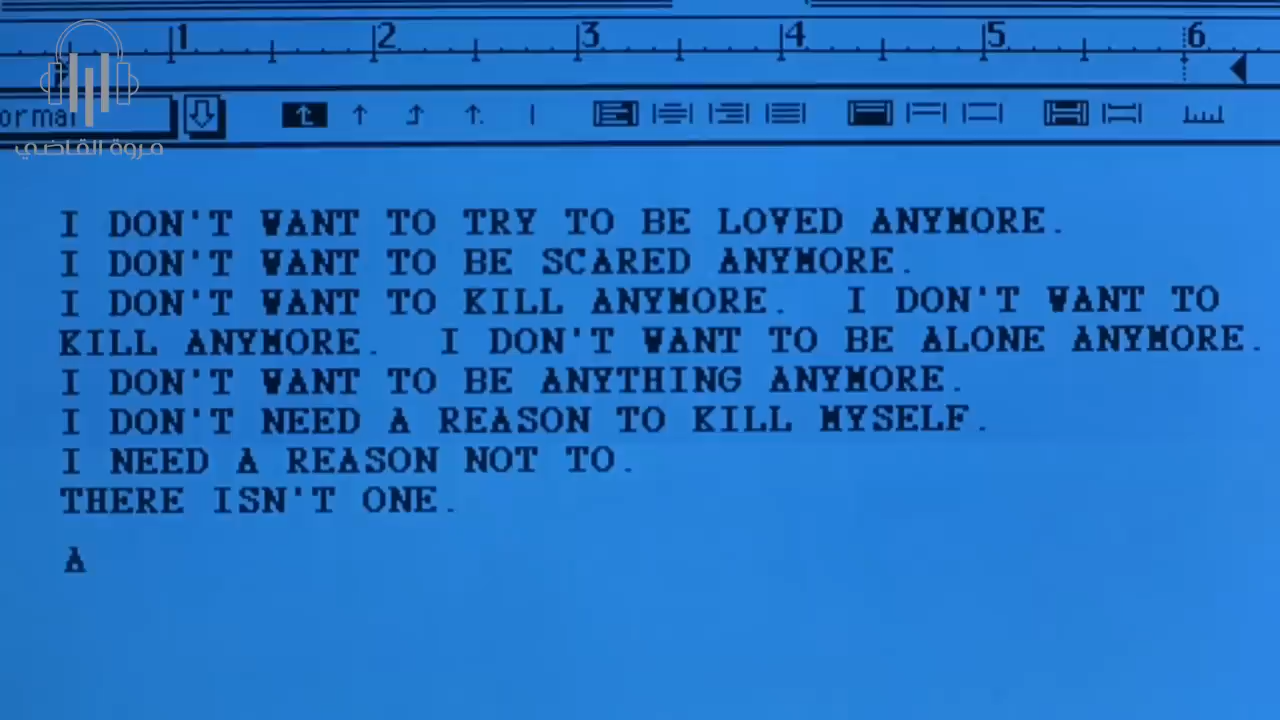 1 2 3 4 5 6
ormal
مروة القاضي
I DON'T WANT TO TRY TO BE LOVED ANYMORE.
I DON'T WANT TO BE SCARED ANYMORE.
I DON'T WANT TO KILL ANYMORE. I DON'T WANT TO
KILL ANYMORE. I DON'T WANT TO BE ALONE ANYMORE.
I DON'T WANT TO BE ANYTHING ANYMORE.
I DON'T NEED A REASON TO KILL MYSELF.
I NEED A REASON NOT TO.
THERE ISN'T ONE.
A